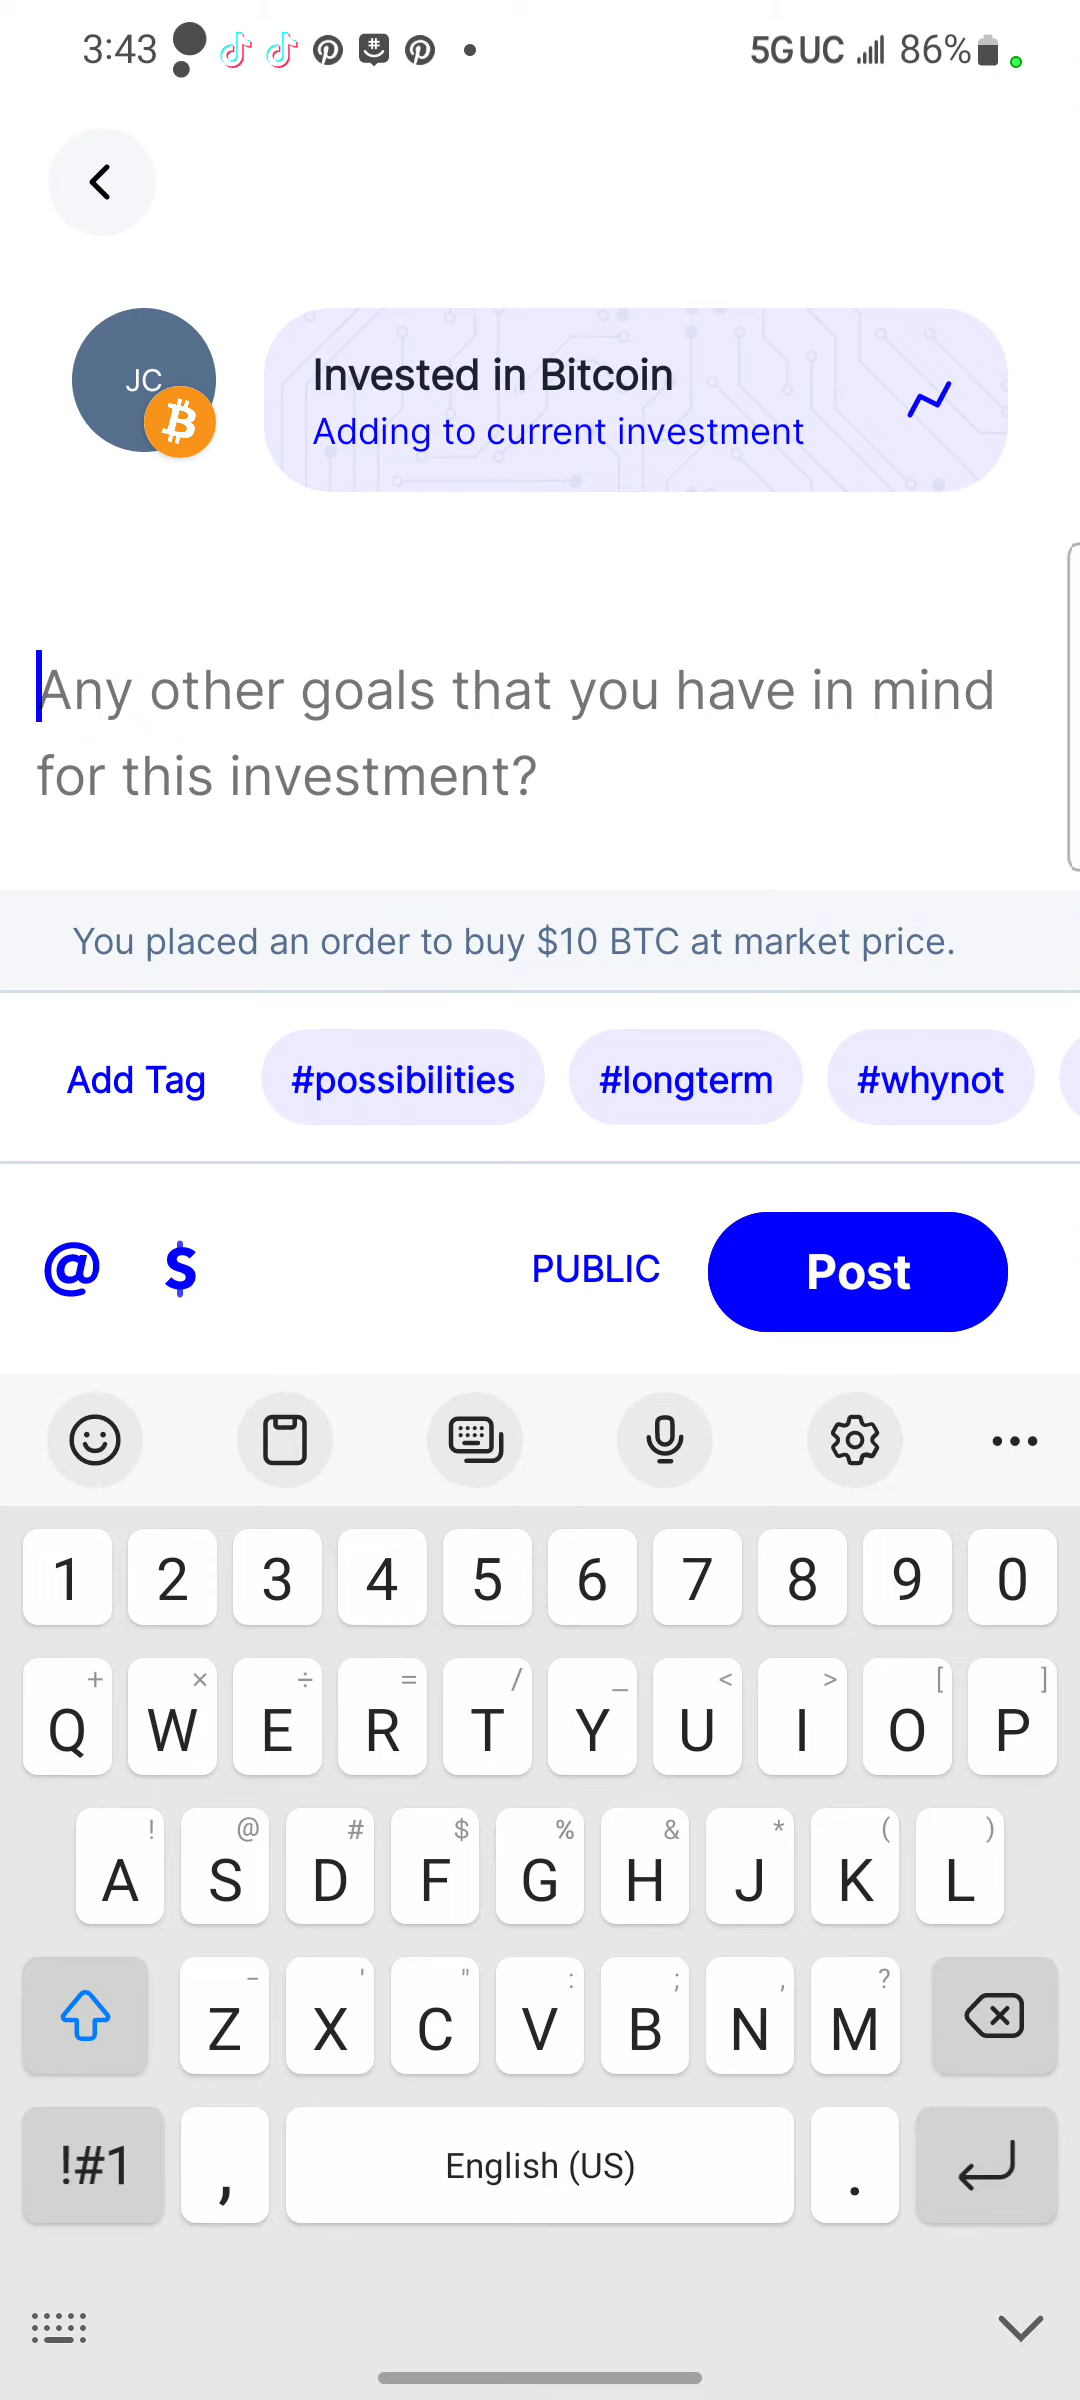 3:43
5G UC 86%
JC
Invested in Bitcoin
Adding to current investment
Any other goals that you have in mind
for this investment?
You placed an order to buy $10 BTC at market price.
Add Tag #possibilities #longterm #whynot
@ $ PUBLIC Post
1 2 3 4 5 6 7 8 9 0
+ × ÷ = / _ < > [ ]
Q W E R T Y U I O P
! @ # $ % & * ( )
A S D F G H J K L
- ' " : ; , ?
Z X C V B N M
!#1 , English (US) .